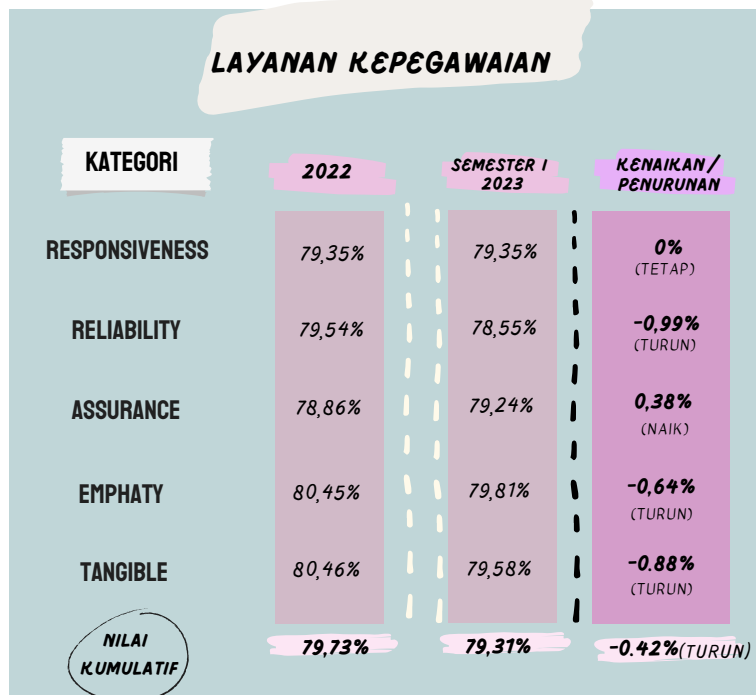 LAYANAN KEPEGAWAIAN
KATEGORI
2022
SEMESTER I
2023
KENAIKAN/
PENURUNAN
RESPONSIVENESS
79,35%
79,35%
0%
(TETAP)
RELIABILITY
79,54%
78,55%
-0,99%
(TURUN)
ASSURANCE
78,86%
79,24%
0,38%
(NAIK)
EMPHATY
80,45%
79,81%
-0,64%
(TURUN)
TANGIBLE
80,46%
79,58%
-0.88%
(TURUN)
NILAI
KUMULATIF
79,73%
79,31%
-0.42%(TURUN)